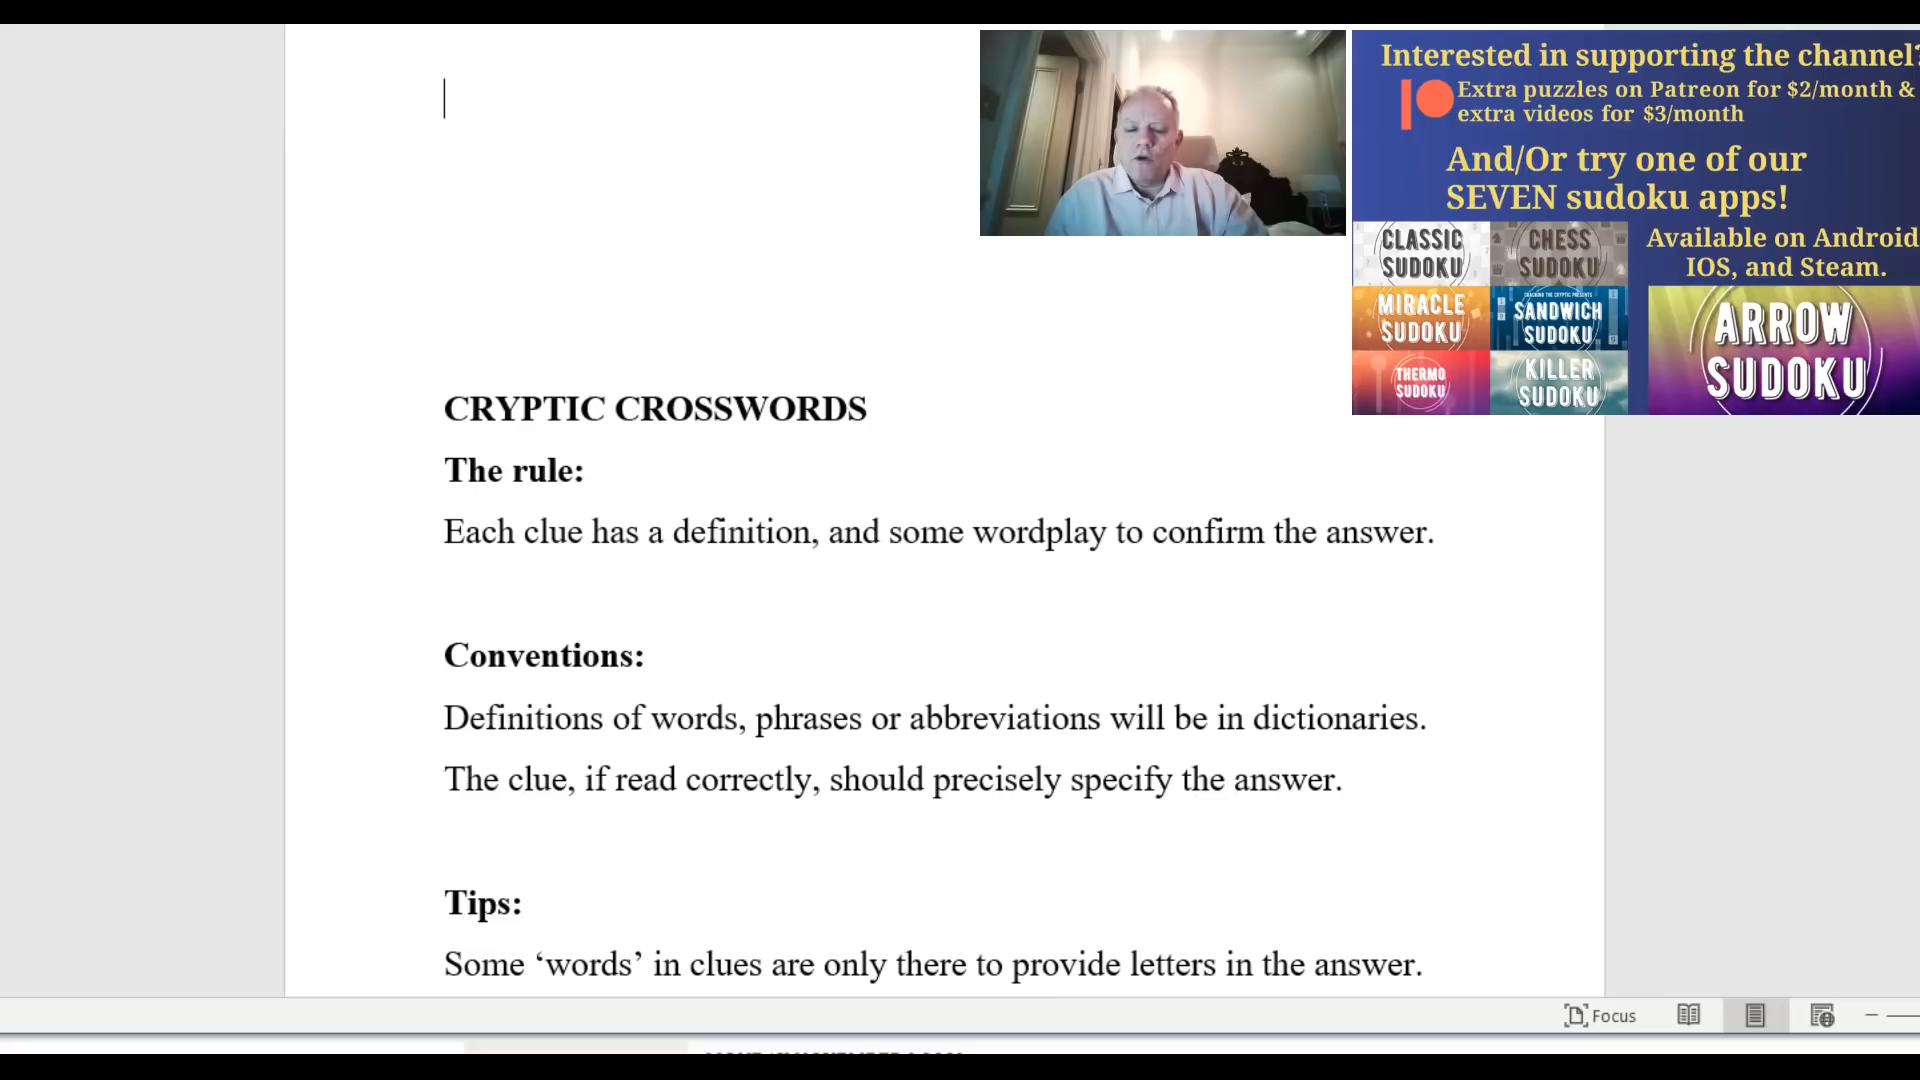 Interested in supporting the channel?
Extra puzzles on Patreon for $2/month &
extra videos for $3/month
And/Or try one of our
SEVEN sudoku apps!
CLASSIC
SUDOKU
CHESS
SUDOKU
Available on Android
IOS, and Steam.
MIRACLE
SUDOKU
CRACKING THE CRYPTIC PRESENTS
SANDWICH
SUDOKU
ARROW
SUDOKU
THERMO
SUDOKU
KILLER
SUDOKU
CRYPTIC CROSSWORDS
The rule:
Each clue has a definition, and some wordplay to confirm the answer.
Conventions:
Definitions of words, phrases or abbreviations will be in dictionaries.
The clue, if read correctly, should precisely specify the answer.
Tips:
Some ‘words’ in clues are only there to provide letters in the answer.
Focus